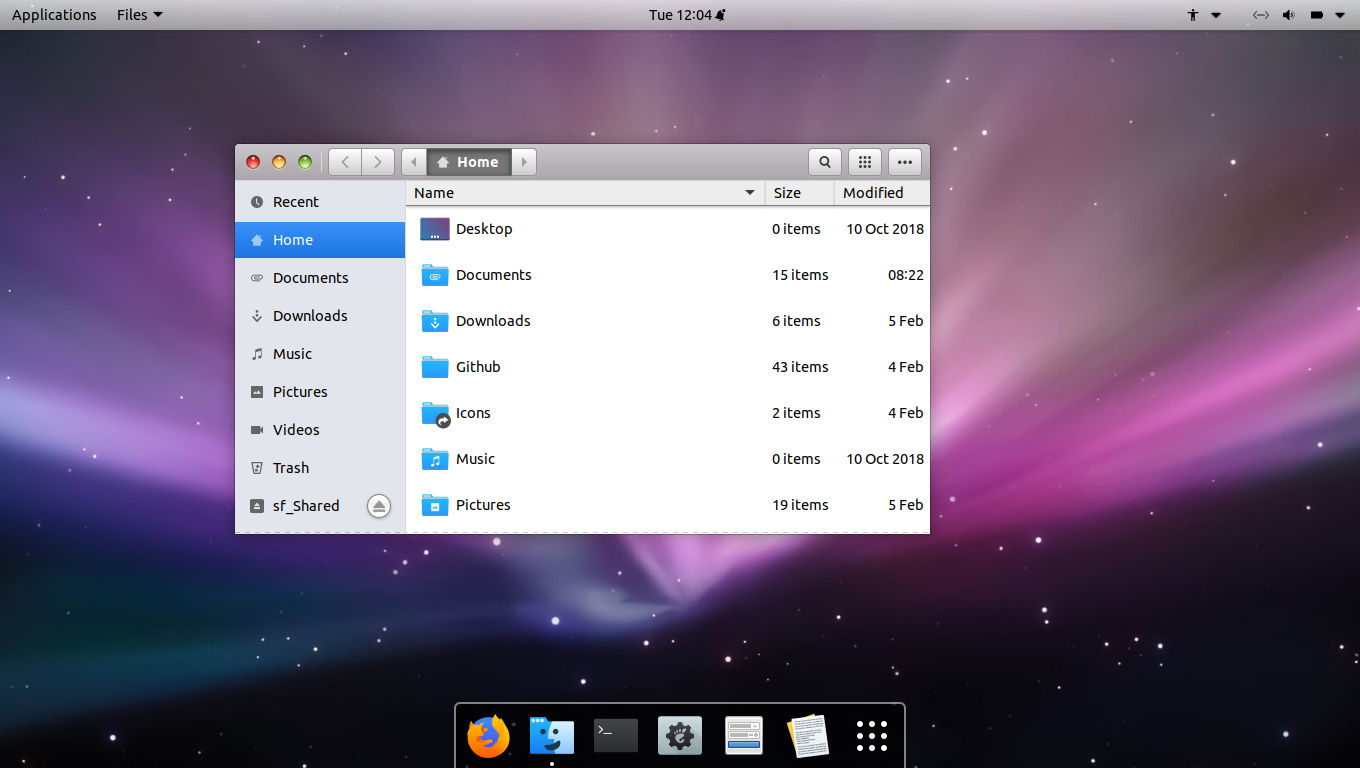 Applications Files Tue 12:04
Home
Name Size Modified
Recent
Home
Documents
Downloads
Music
Pictures
Videos
Trash
sf_Shared
Desktop 0 items 10 Oct 2018
Documents 15 items 08:22
Downloads 6 items 5 Feb
Github 43 items 4 Feb
Icons 2 items 4 Feb
Music 0 items 10 Oct 2018
Pictures 19 items 5 Feb
>_